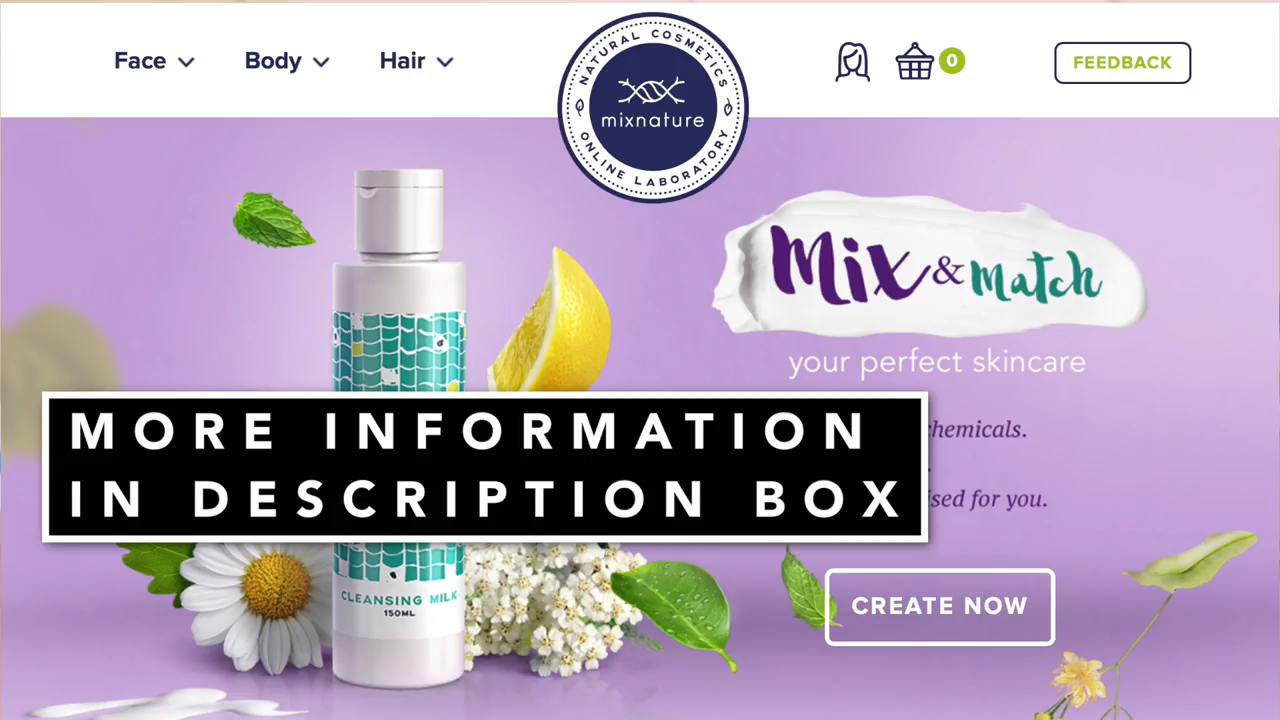 Face
Body
Hair
NATURAL COSMETICS
mixnature
ONLINE LABORATORY
0
FEEDBACK
Mix & Match
your perfect skincare
chemicals.
MORE INFORMATION
IN DESCRIPTION BOX
for you.
CLEANSING MILK
150ML
CREATE NOW